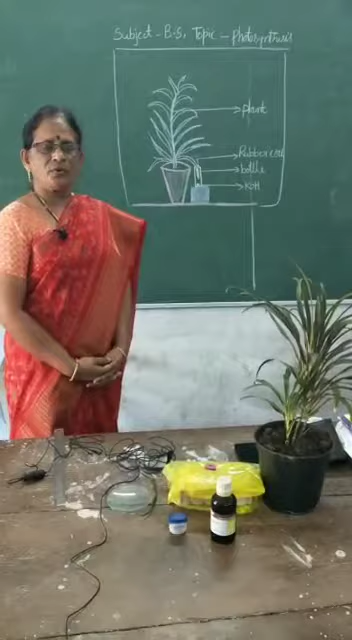 Subject - B.S, Topic - Photosynthesis
plant
Rubber cork
bottle
KOH